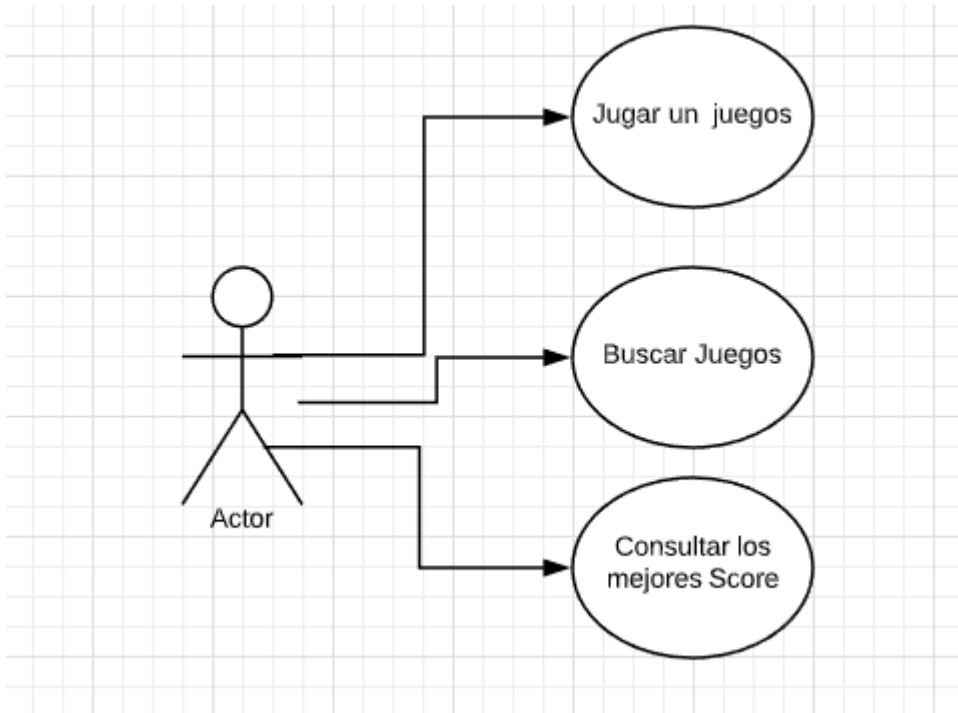 Jugar un juegos
Buscar Juegos
Consultar los
mejores Score
Actor